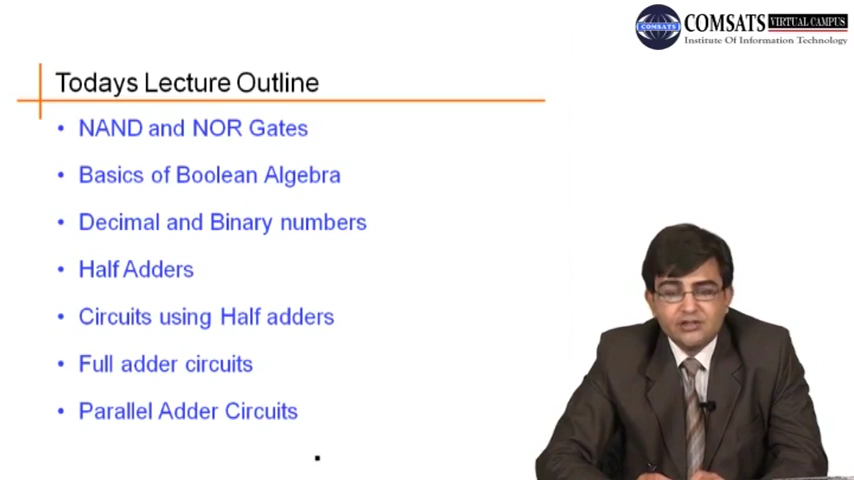 COMSATS
COMSATS VIRTUAL CAMPUS
Institute Of Information Technology
Todays Lecture Outline
• NAND and NOR Gates
• Basics of Boolean Algebra
• Decimal and Binary numbers
• Half Adders
• Circuits using Half adders
• Full adder circuits
• Parallel Adder Circuits